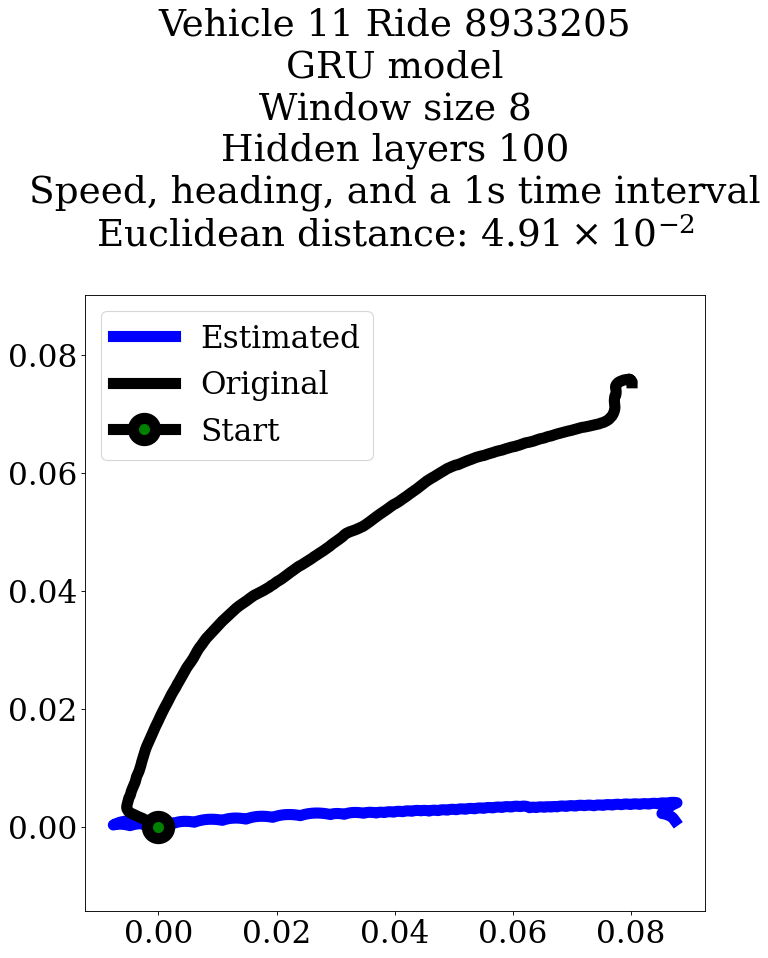 Vehicle 11 Ride 8933205
GRU model
Window size 8
Hidden layers 100
Speed, heading, and a 1s time interval
Euclidean distance: 4.91 × 10⁻²
Estimated
Original
Start
0.08
0.06
0.04
0.02
0.00
0.00 0.02 0.04 0.06 0.08